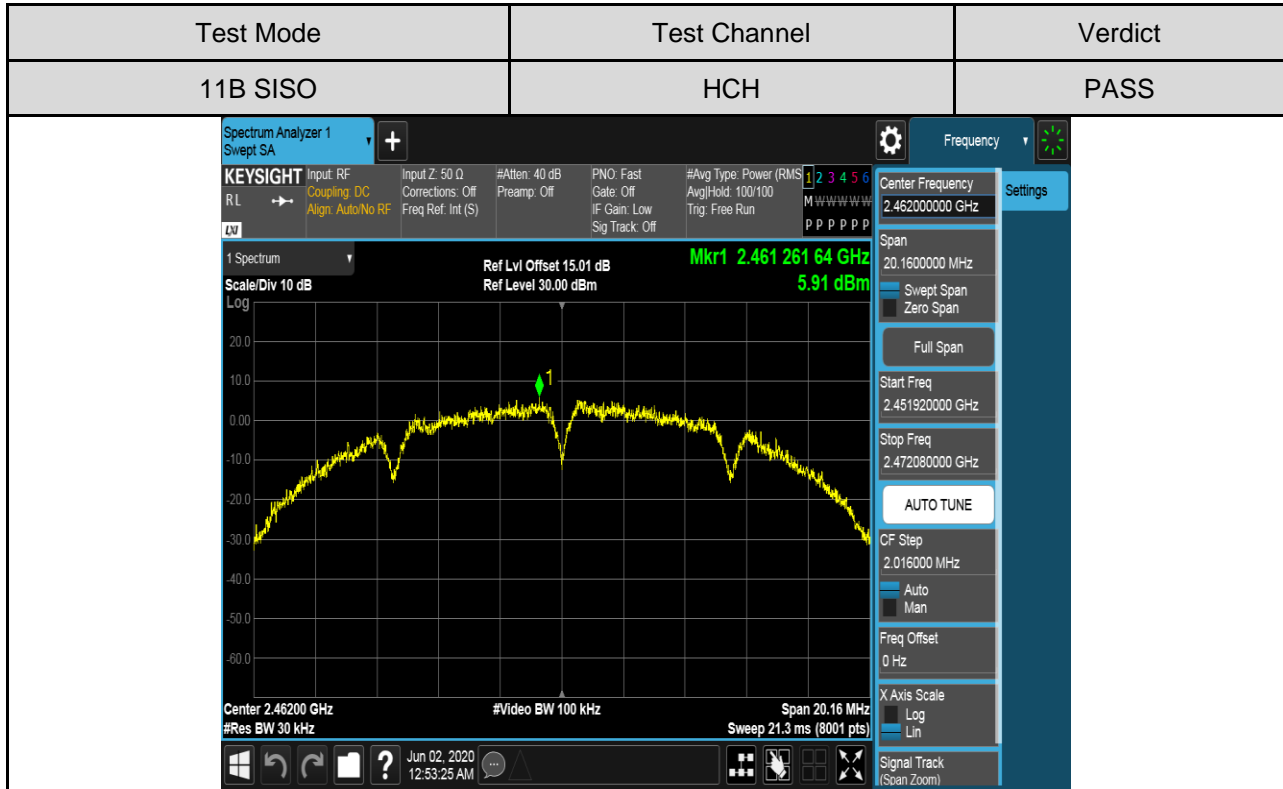 Test Mode Test Channel Verdict
11B SISO HCH PASS
Spectrum Analyzer 1
Swept SA
+
Frequency
KEYSIGHT
RL
LXI
Input: RF
Coupling: DC
Align: Auto/No RF
Input Z: 50 Ω
Corrections: Off
Freq Ref: Int (S)
#Atten: 40 dB
Preamp: Off
PNO: Fast
Gate: Off
IF Gain: Low
Sig Track: Off
#Avg Type: Power (RMS
Avg|Hold: 100/100
Trig: Free Run
1 2 3 4 5 6
M W W W W W
P P P P P P
1 Spectrum
Scale/Div 10 dB
Ref Lvl Offset 15.01 dB
Ref Level 30.00 dBm
Mkr1 2.461 261 64 GHz
5.91 dBm
Log
20.0
10.0
0.00
-10.0
-20.0
-30.0
-40.0
-50.0
-60.0
1
Center 2.46200 GHz
#Res BW 30 kHz
#Video BW 100 kHz
Span 20.16 MHz
Sweep 21.3 ms (8001 pts)
?
Jun 02, 2020
12:53:25 AM
Center Frequency
2.462000000 GHz
Settings
Span
20.1600000 MHz
Swept Span
Zero Span
Full Span
Start Freq
2.451920000 GHz
Stop Freq
2.472080000 GHz
AUTO TUNE
CF Step
2.016000 MHz
Auto
Man
Freq Offset
0 Hz
X Axis Scale
Log
Lin
Signal Track
(Span Zoom)